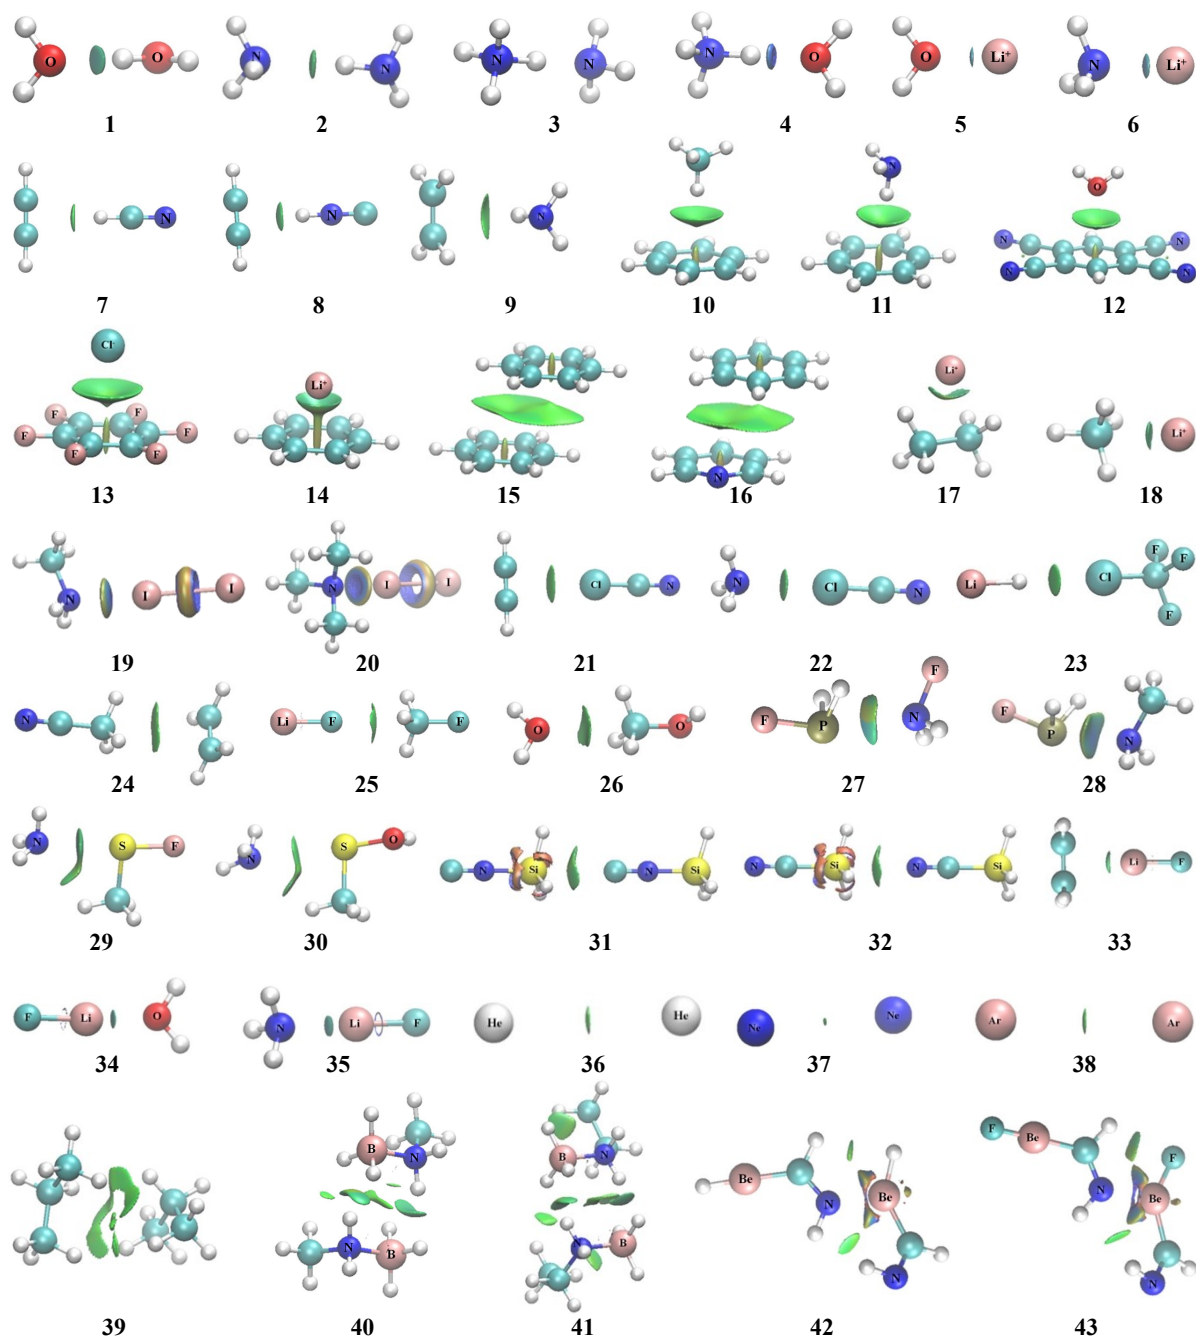 O O N N N N N O O Li⁺ N Li⁺
1 2 3 4 5 6
N N N N O N N N N
7 8 9 10 11 12
Cl F F F F F F Li⁺ N Li⁺ Li⁺
13 14 15 16 17 18
N I I N I I Cl N N Cl N Li Cl F F F
19 20 21 22 23
N Li F F O O F P N F F P N
24 25 26 27 28
N S F N S O N Si N Si N Si N Si Li F
29 30 31 32 33
F Li O N Li F He He Ne Ne Ar Ar
34 35 36 37 38
B N N B B N N B Be N Be N F Be N F Be N
39 40 41 42 43